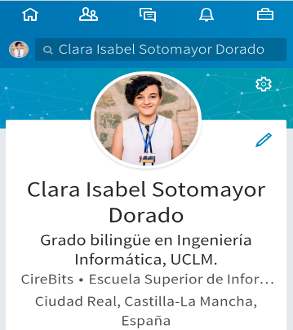 Clara Isabel Sotomayor Dorado
Clara Isabel Sotomayor
Dorado
Grado bilingüe en Ingeniería
Informática, UCLM.
CireBits • Escuela Superior de Infor…
Ciudad Real, Castilla-La Mancha,
España